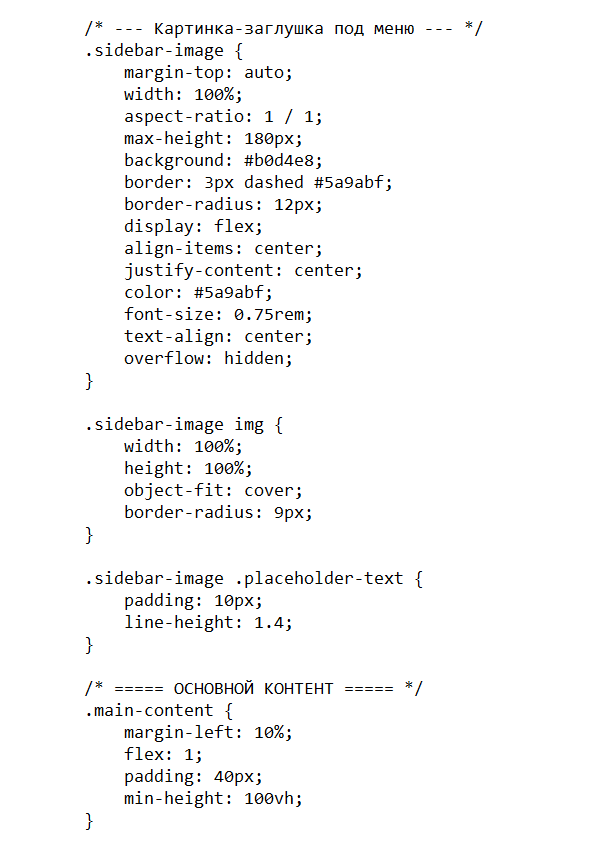 /* --- Картинка-заглушка под меню --- */
.sidebar-image {
    margin-top: auto;
    width: 100%;
    aspect-ratio: 1 / 1;
    max-height: 180px;
    background: #b0d4e8;
    border: 3px dashed #5a9abf;
    border-radius: 12px;
    display: flex;
    align-items: center;
    justify-content: center;
    color: #5a9abf;
    font-size: 0.75rem;
    text-align: center;
    overflow: hidden;
}

.sidebar-image img {
    width: 100%;
    height: 100%;
    object-fit: cover;
    border-radius: 9px;
}

.sidebar-image .placeholder-text {
    padding: 10px;
    line-height: 1.4;
}

/* ===== ОСНОВНОЙ КОНТЕНТ ===== */
.main-content {
    margin-left: 10%;
    flex: 1;
    padding: 40px;
    min-height: 100vh;
}